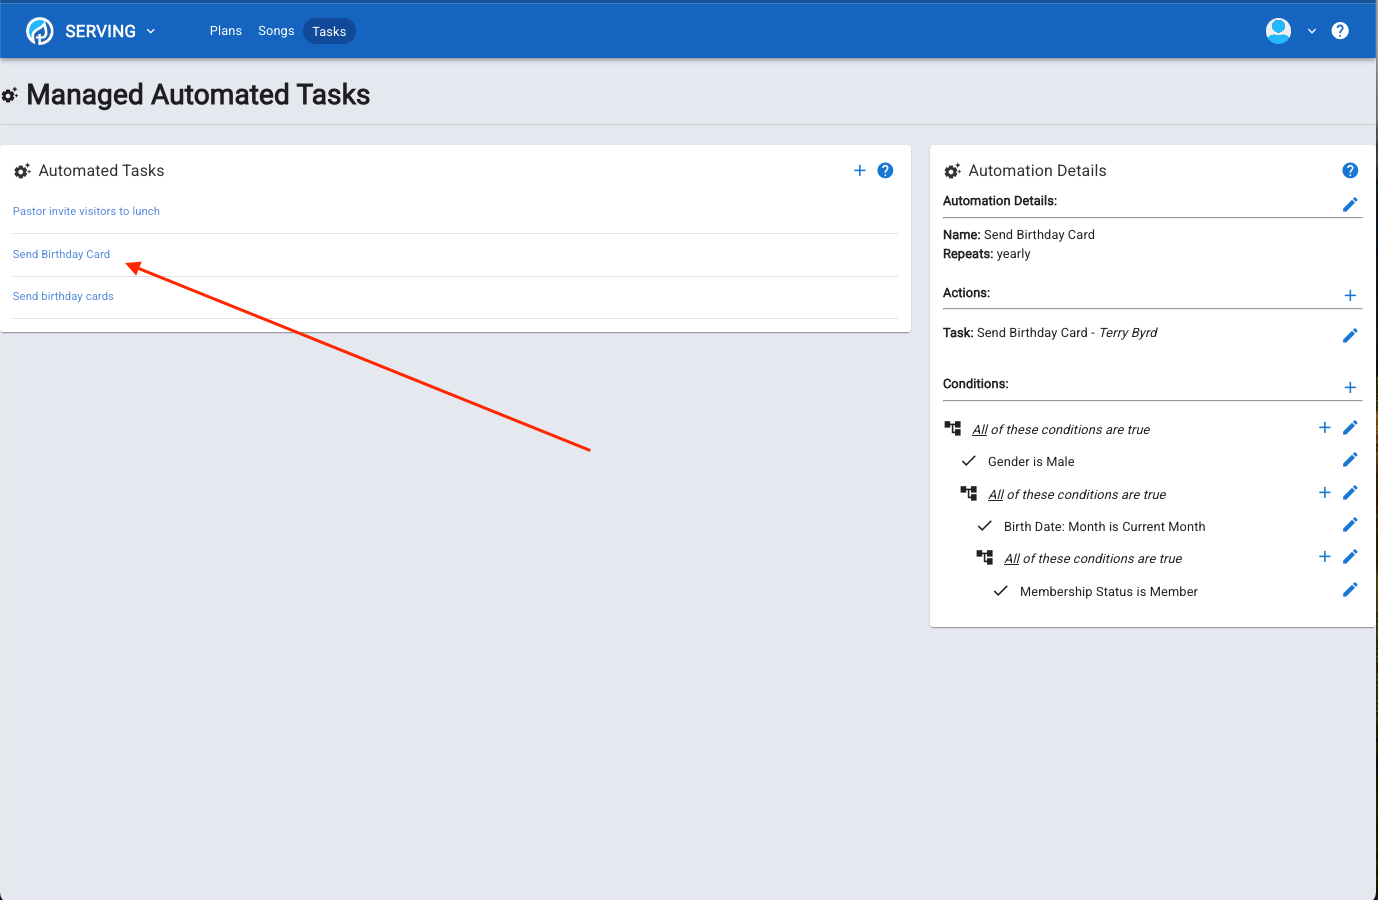 SERVING
Plans Songs Tasks
Managed Automated Tasks
Automated Tasks
Pastor invite visitors to lunch
Send Birthday Card
Send birthday cards
Automation Details
Automation Details:
Name: Send Birthday Card
Repeats: yearly
Actions:
Task: Send Birthday Card - Terry Byrd
Conditions:
All of these conditions are true
Gender is Male
All of these conditions are true
Birth Date: Month is Current Month
All of these conditions are true
Membership Status is Member